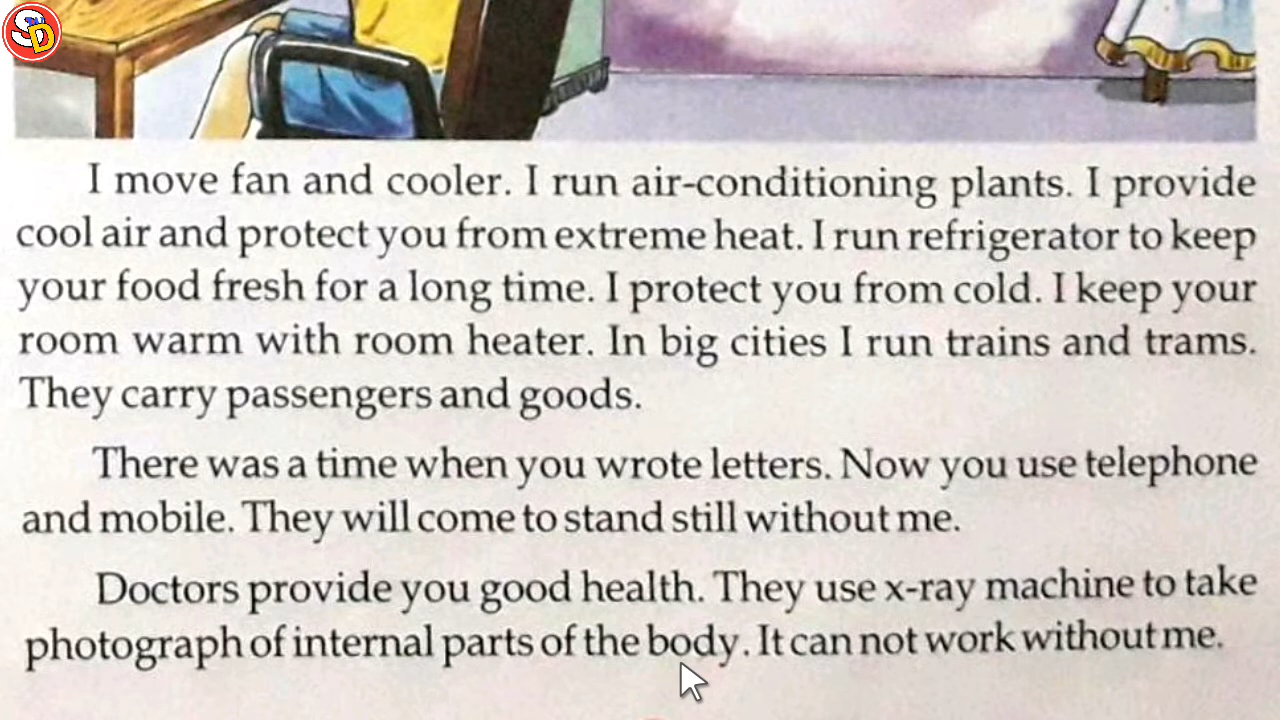 SD
I move fan and cooler. I run air-conditioning plants. I provide
cool air and protect you from extreme heat. I run refrigerator to keep
your food fresh for a long time. I protect you from cold. I keep your
room warm with room heater. In big cities I run trains and trams.
They carry passengers and goods.
There was a time when you wrote letters. Now you use telephone
and mobile. They will come to stand still without me.
Doctors provide you good health. They use x-ray machine to take
photograph of internal parts of the body. It can not work without me.